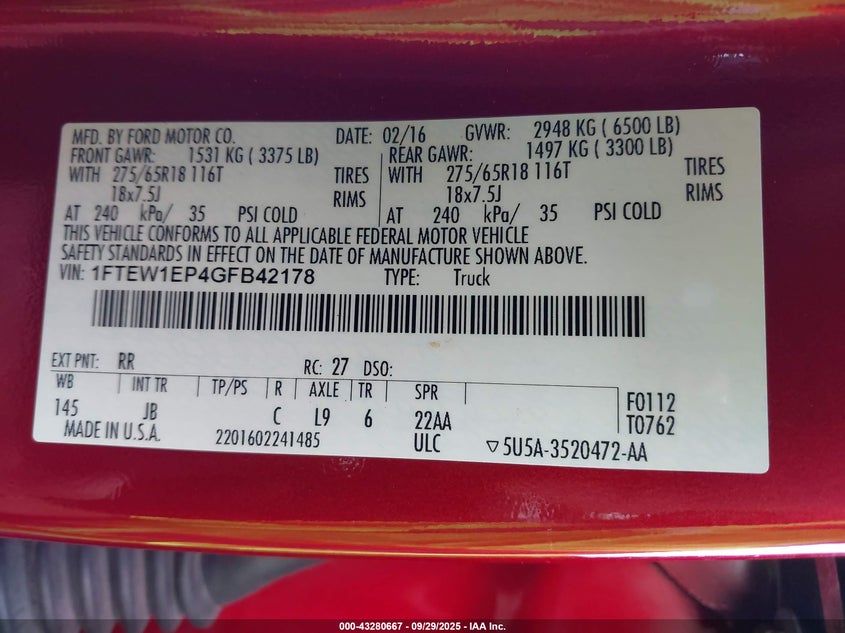 MFD. BY FORD MOTOR CO. DATE: 02/16 GVWR: 2948 KG ( 6500 LB)
FRONT GAWR: 1531 KG ( 3375 LB) REAR GAWR: 1497 KG ( 3300 LB)
WITH 275/65R18 116T TIRES WITH 275/65R18 116T TIRES
18x7.5J RIMS 18x7.5J RIMS
AT 240 kPa/ 35 PSI COLD AT 240 kPa/ 35 PSI COLD
THIS VEHICLE CONFORMS TO ALL APPLICABLE FEDERAL MOTOR VEHICLE
SAFETY STANDARDS IN EFFECT ON THE DATE OF MANUFACTURE SHOWN ABOVE.
VIN: 1FTEW1EP4GFB42178 TYPE: Truck
EXT PNT: RR RC: 27 DSO:
WB INT TR TP/PS R AXLE TR SPR
145 JB C L9 6 22AA F0112
T0762
MADE IN U.S.A. 2201602241485 ULC ▽5U5A-3520472-AA
000-43280667 - 09/29/2025 - IAA Inc.